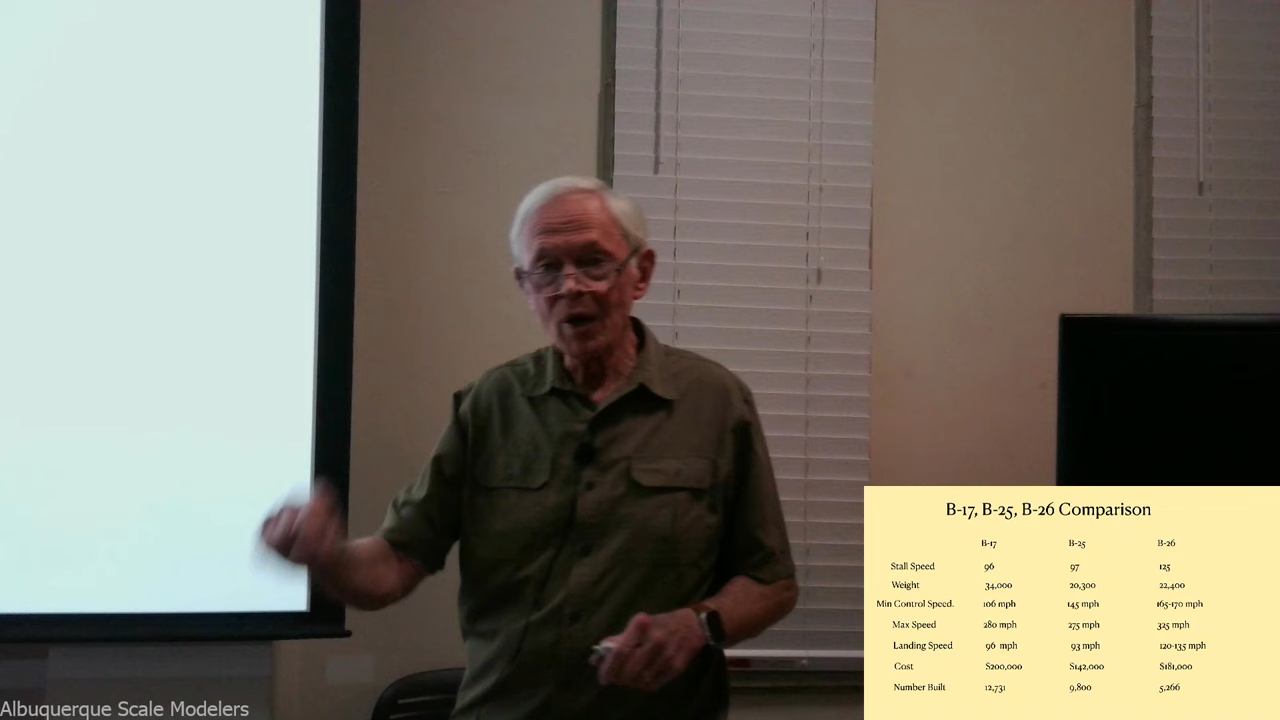 B-17, B-25, B-26 Comparison
B-17 B-25 B-26
Stall Speed 96 97 125
Weight 34,000 20,300 22,400
Min Control Speed. 106 mph 145 mph 165-170 mph
Max Speed 280 mph 275 mph 325 mph
Landing Speed 96 mph 93 mph 120-135 mph
Cost $200,000 $142,000 $181,000
Number Built 12,731 9,800 5,266
Albuquerque Scale Modelers